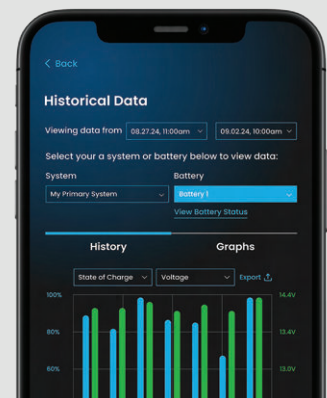 < Back
Historical Data
Viewing data from 08.27.24, 11:00am 09.02.24, 10:00am
Select your a system or battery below to view data:
System Battery
My Primary System Battery 1
View Battery Status
History Graphs
State of Charge Voltage Export
100% 14.4V
80% 13.4V
60% 13.0V